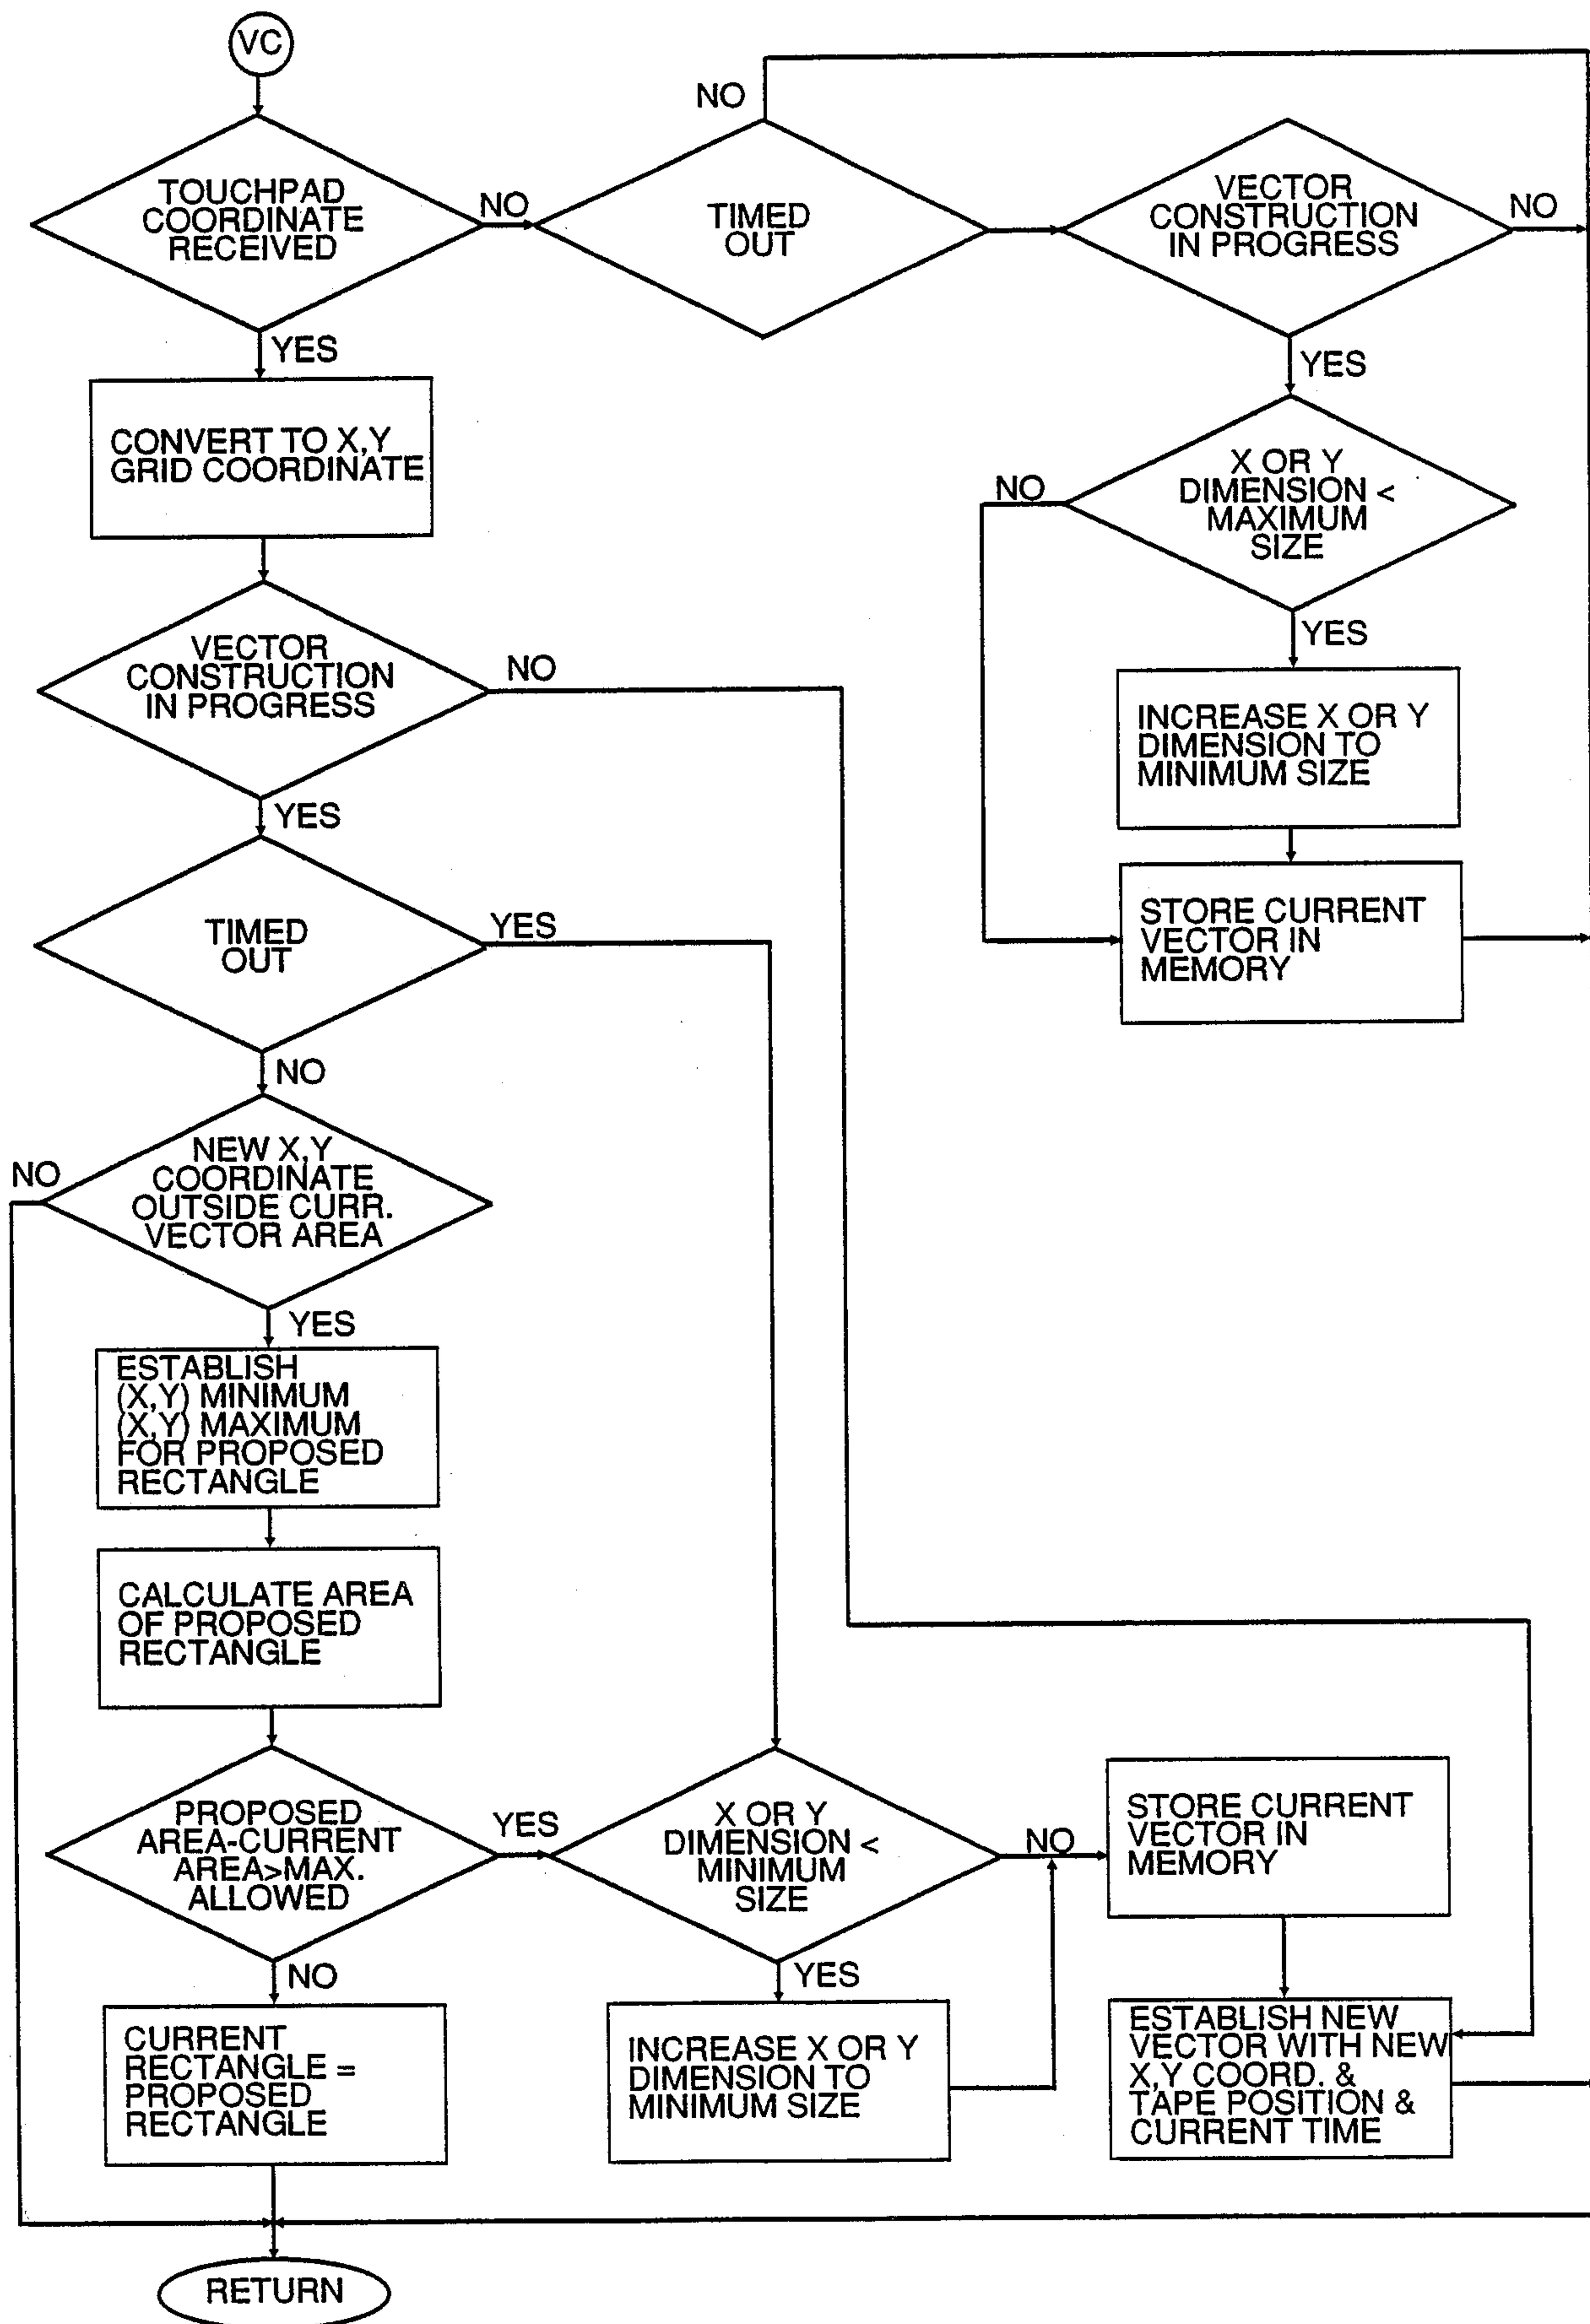 VC
TOUCHPAD
COORDINATE
RECEIVED
NO
TIMED
OUT
NO
VECTOR
CONSTRUCTION
IN PROGRESS
NO
YES
YES
CONVERT TO X,Y
GRID COORDINATE
X OR Y
DIMENSION <
MAXIMUM
SIZE
NO
YES
INCREASE X OR Y
DIMENSION TO
MINIMUM SIZE
STORE CURRENT
VECTOR IN
MEMORY
VECTOR
CONSTRUCTION
IN PROGRESS
NO
YES
TIMED
OUT
YES
NO
NEW X,Y
COORDINATE
OUTSIDE CURR.
VECTOR AREA
NO
YES
ESTABLISH
(X,Y) MINIMUM
(X,Y) MAXIMUM
FOR PROPOSED
RECTANGLE
CALCULATE AREA
OF PROPOSED
RECTANGLE
PROPOSED
AREA-CURRENT
AREA>MAX.
ALLOWED
YES
NO
X OR Y
DIMENSION <
MINIMUM
SIZE
NO
YES
STORE CURRENT
VECTOR IN
MEMORY
CURRENT
RECTANGLE =
PROPOSED
RECTANGLE
INCREASE X OR Y
DIMENSION TO
MINIMUM SIZE
ESTABLISH NEW
VECTOR WITH NEW
X,Y COORD. &
TAPE POSITION &
CURRENT TIME
RETURN